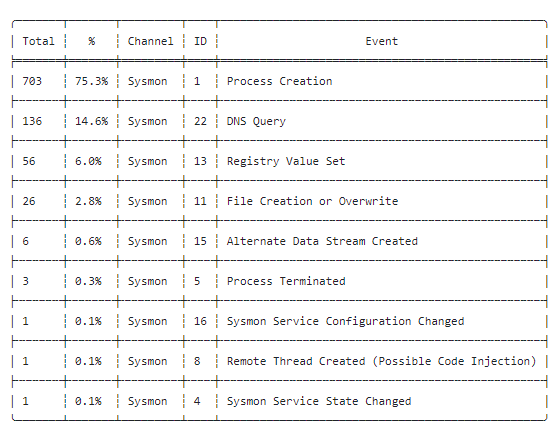 Total % Channel ID Event
703 75.3% Sysmon 1 Process Creation
136 14.6% Sysmon 22 DNS Query
56 6.0% Sysmon 13 Registry Value Set
26 2.8% Sysmon 11 File Creation or Overwrite
6 0.6% Sysmon 15 Alternate Data Stream Created
3 0.3% Sysmon 5 Process Terminated
1 0.1% Sysmon 16 Sysmon Service Configuration Changed
1 0.1% Sysmon 8 Remote Thread Created (Possible Code Injection)
1 0.1% Sysmon 4 Sysmon Service State Changed